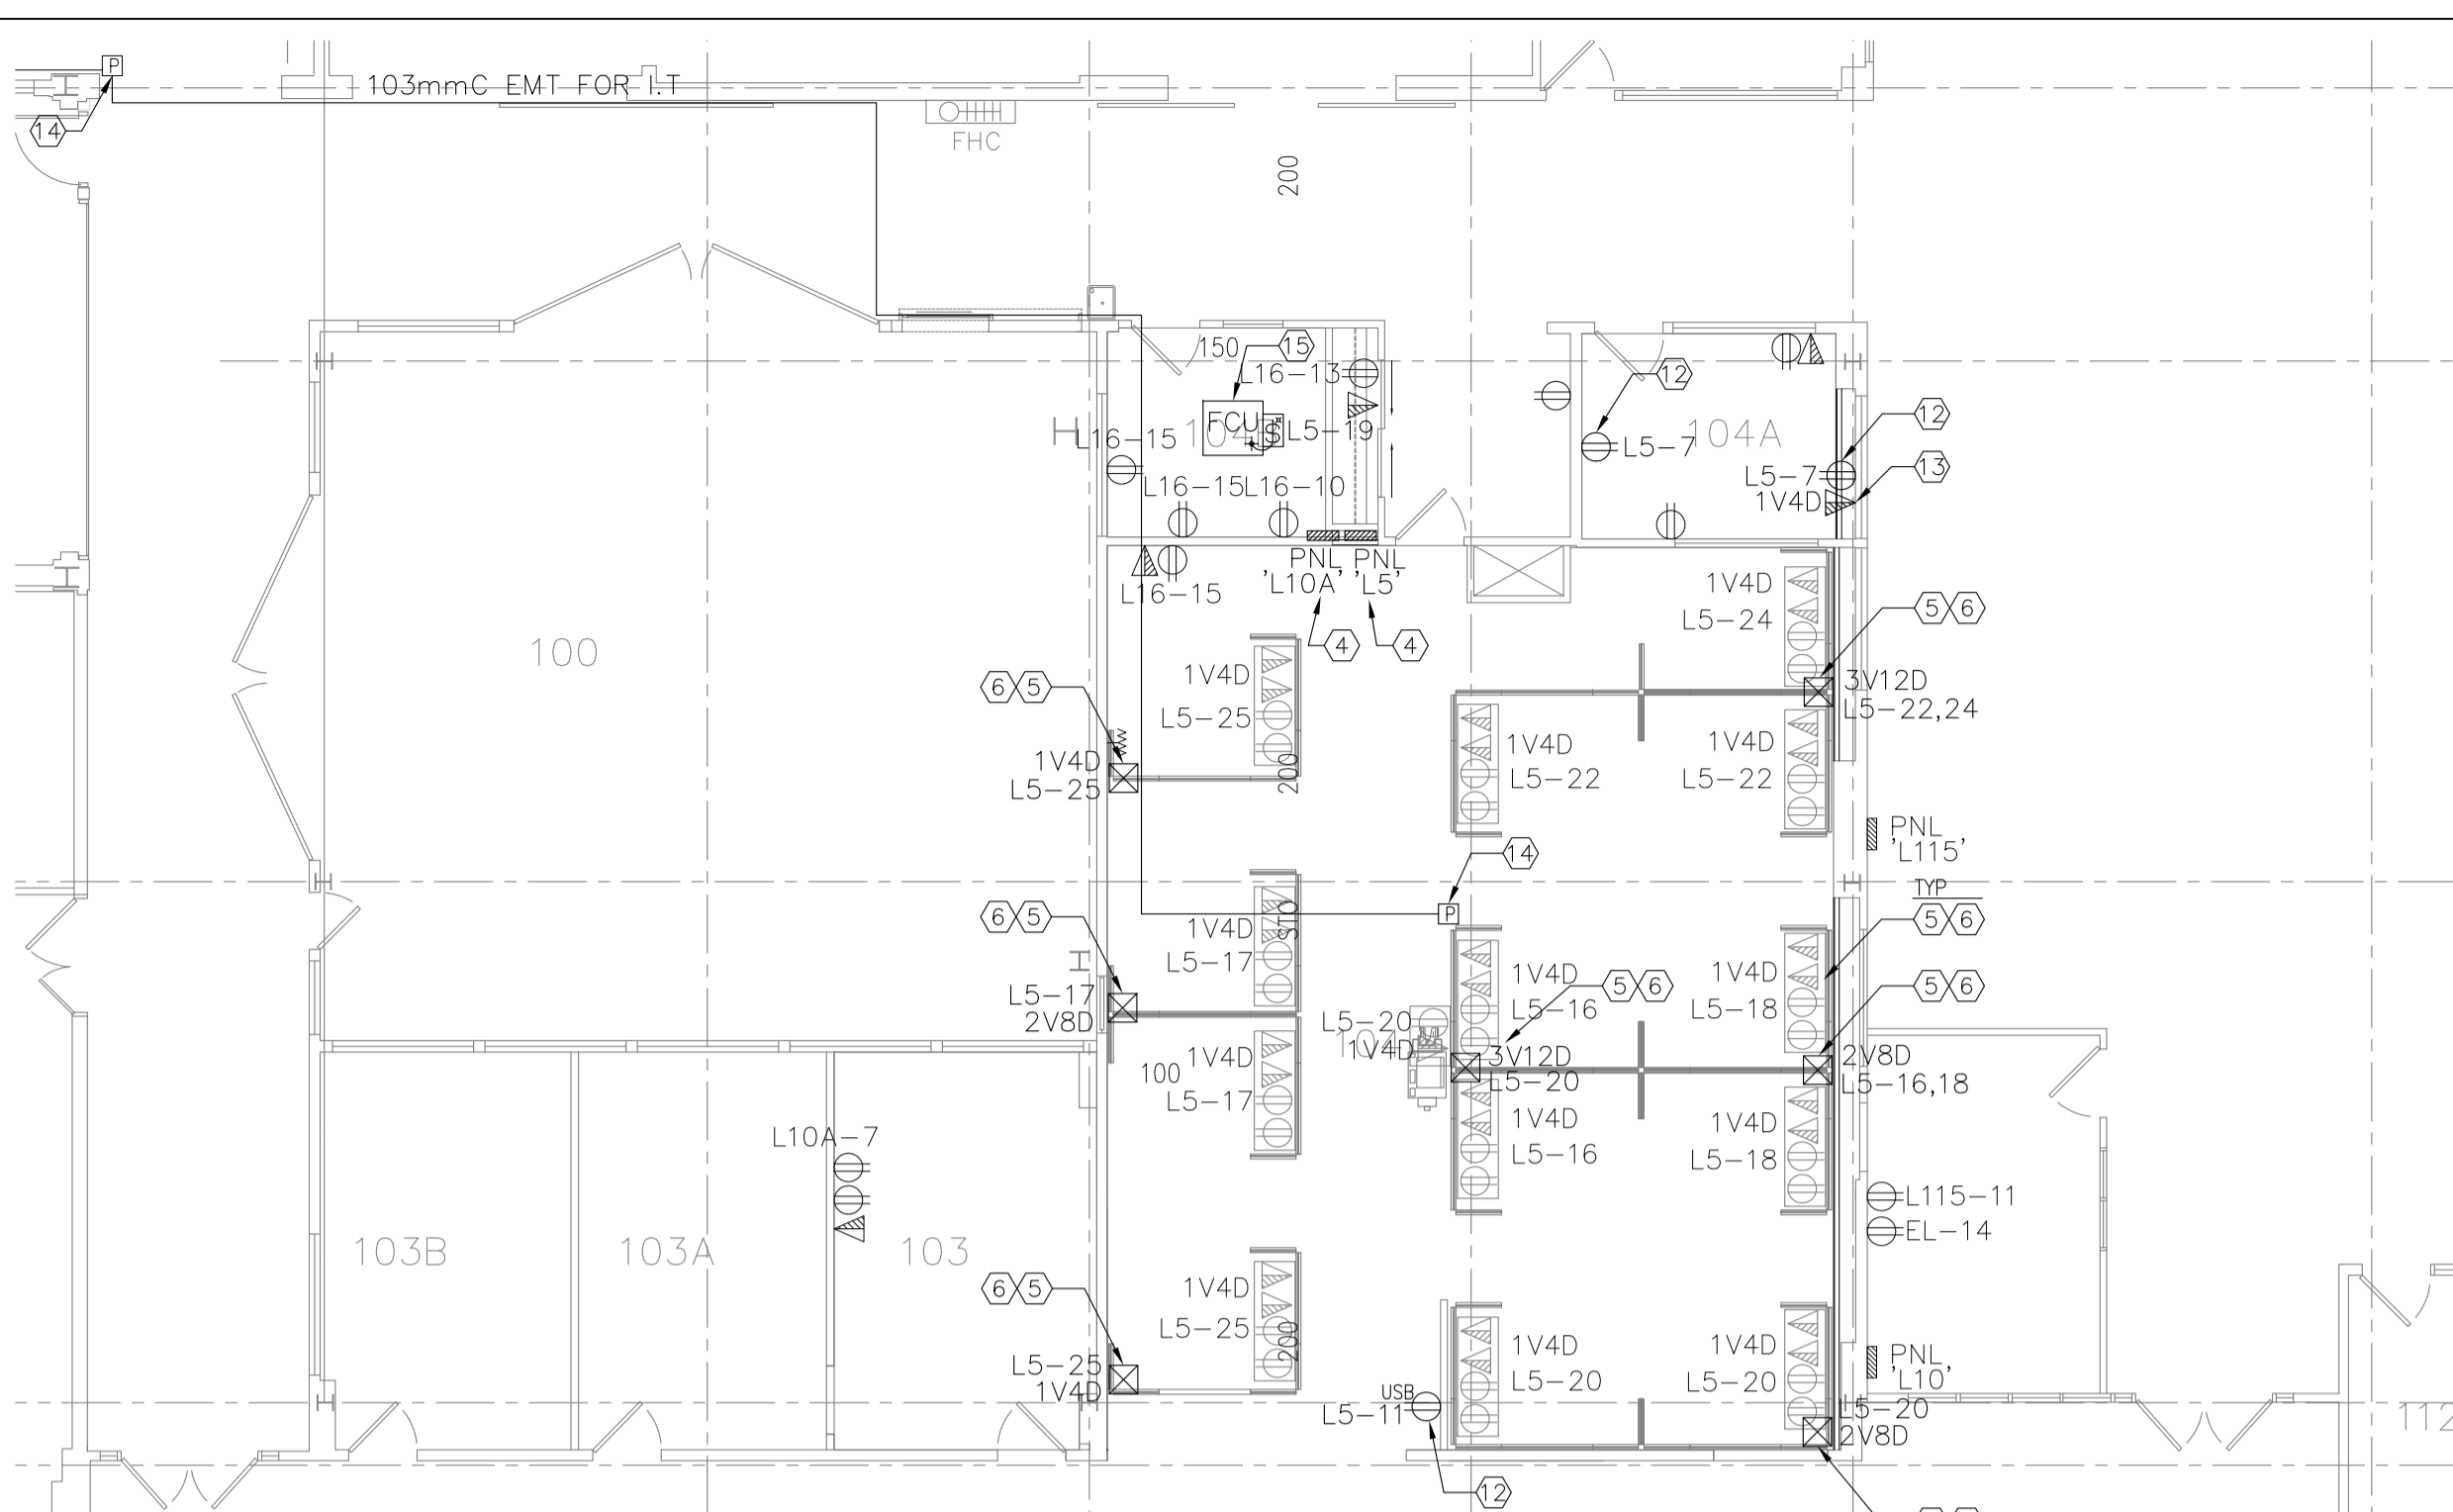 P
103mmC EMT FOR I.T
14
FHC
200
150
15
L16-13
12
FCU
L16-15
104
$
L5-19
L5-7
104A
12
L5-7
13
1V4D
L16-15
L16-10
PNL
'L10A'
PNL
'L5'
L16-15
4
4
1V4D
L5-24
5 6
100
1V4D
L5-25
6 5
3V12D
L5-22,24
1V4D
L5-25
200
1V4D
L5-22
1V4D
L5-22
PNL
'L115'
14
P
TYP
5 6
6 5
1V4D
L5-17
1V4D
L5-16
5 6
1V4D
L5-18
5 6
L5-17
2V8D
L5-20
1V4D
3V12D
L5-20
2V8D
L5-16,18
1V4D
100
L5-17
1V4D
L5-16
1V4D
L5-18
L10A-7
L115-11
EL-14
103B
103A
103
6 5
1V4D
L5-25
200
1V4D
L5-20
1V4D
L5-20
PNL
'L10'
L5-25
1V4D
USB
L5-11
L5-20
2V8D
112
12